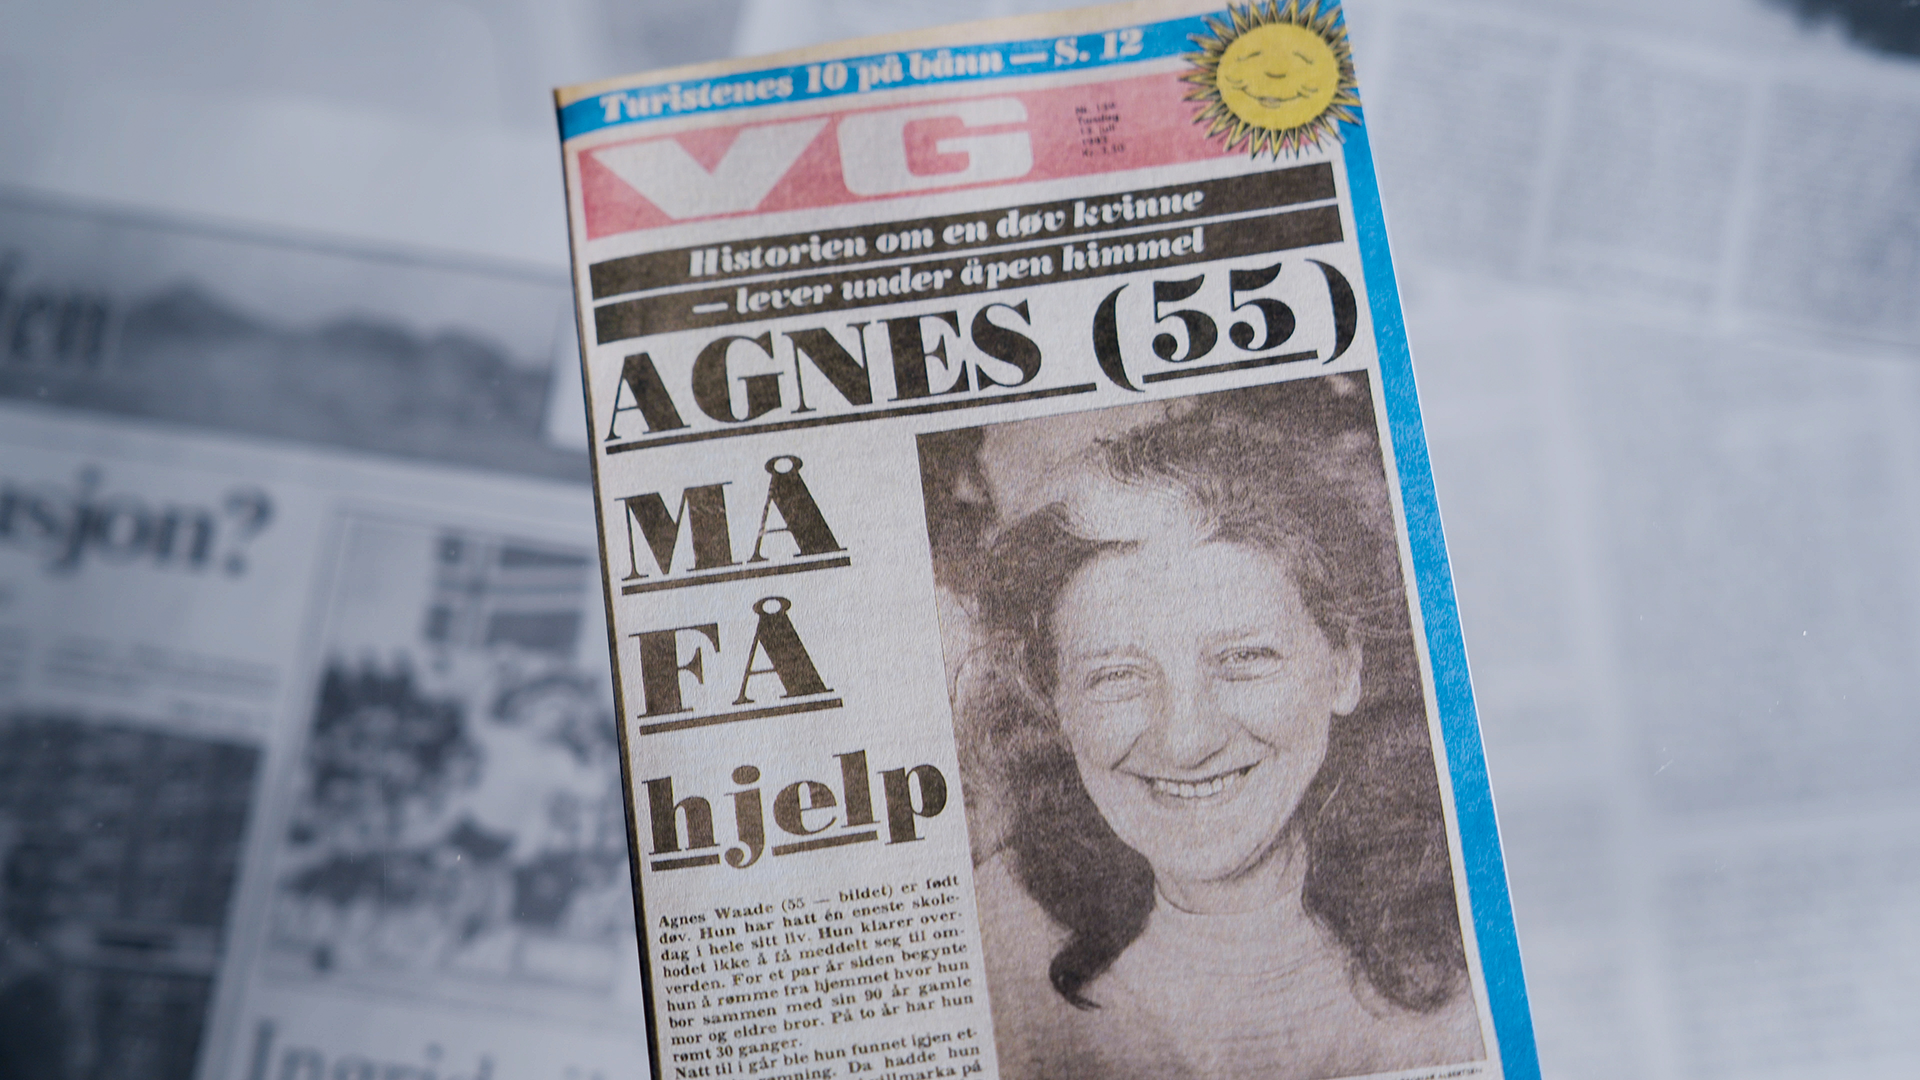 Turistenes 10 på bånn — S. 12
VG
Historien om en døv kvinne
— lever under åpen himmel
AGNES (55)
MÅ
FÅ
hjelp
Agnes Waade (55 — bildet) er født
døv. Hun har hatt én eneste skole-
dag i hele sitt liv. Hun klarer over-
hodet ikke å få meddelt seg til om-
verden. For et par år siden begynte
hun å rømme fra hjemmet hvor hun
bor sammen med sin 90 år gamle
mor og eldre bror. På to år har hun
rømt 30 ganger.
Natt til i går ble hun funnet igjen et-
rømning. Da hadde hun
villmarka på
sjon?